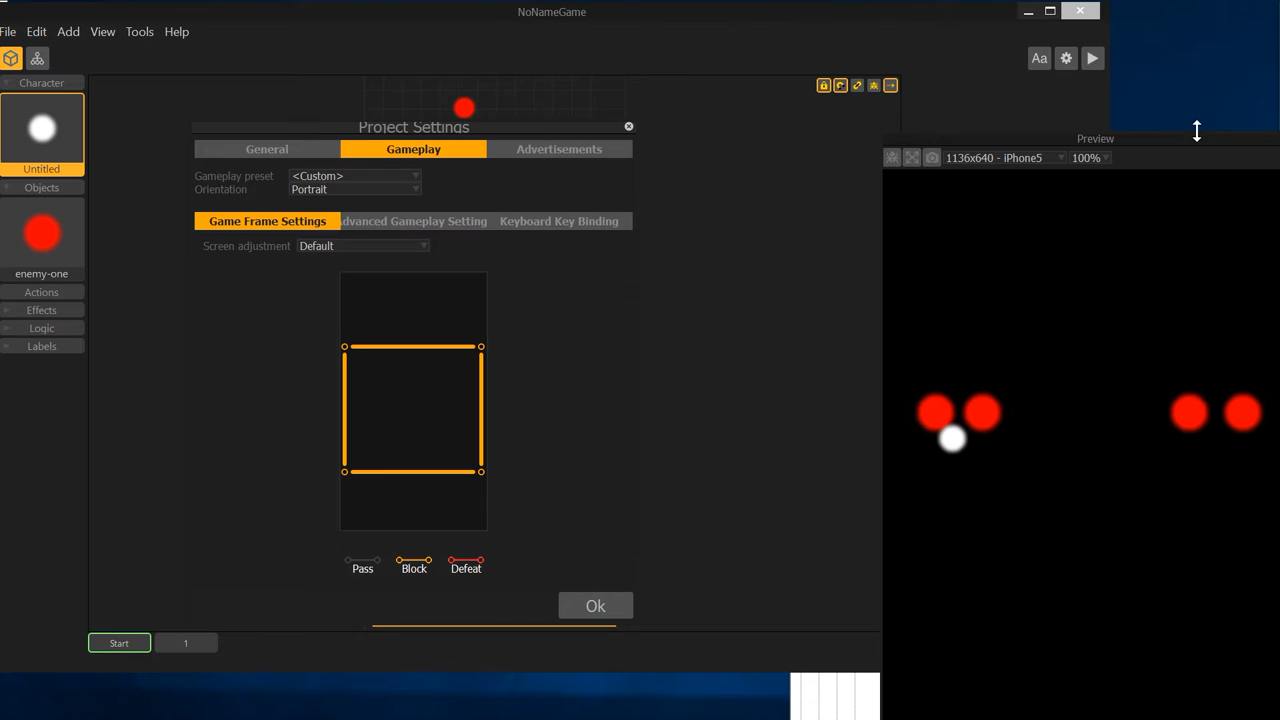 NoNameGame
File Edit Add View Tools Help
Aa
Character
Untitled
Objects
enemy-one
Actions
Effects
Logic
Labels
Project Settings
General Gameplay Advertisements
Gameplay preset <Custom>
Orientation Portrait
Game Frame Settings Advanced Gameplay Setting Keyboard Key Binding
Screen adjustment Default
Pass Block Defeat
Ok
Start 1
Preview
1136x640 - iPhone5 100%